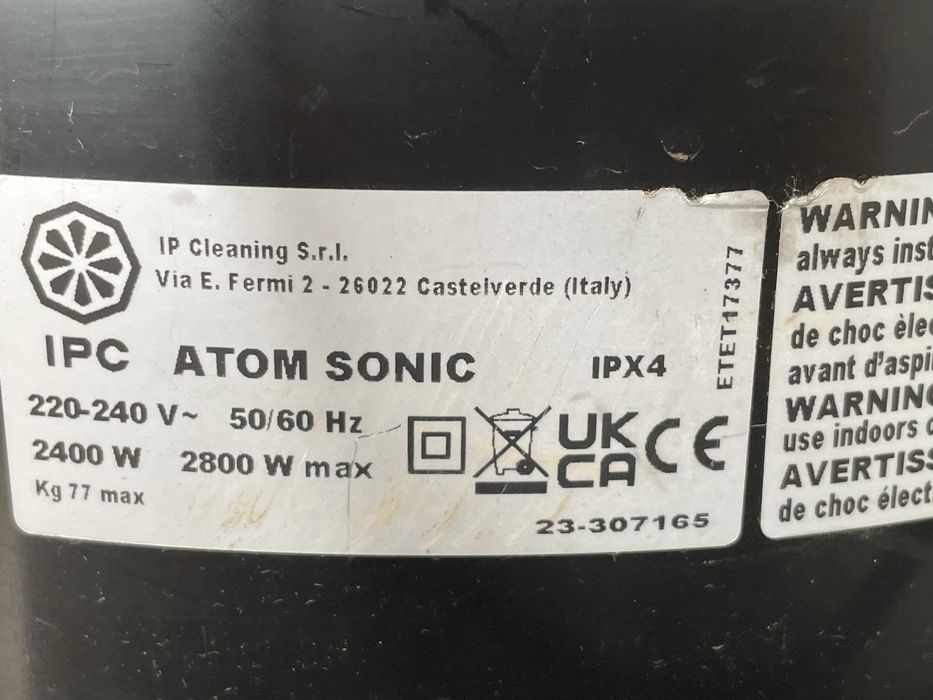 IP Cleaning S.r.l.
Via E. Fermi 2 - 26022 Castelverde (Italy)
IPC ATOM SONIC IPX4
ETET17377
220-240 V~ 50/60 Hz
2400 W 2800 W max
Kg 77 max
UK
CA
CE
23-307165
WARNIN
always inst
AVERTIS
de choc èle
avant d'aspi
WARNING
use indoors
AVERTISS
de choc élect